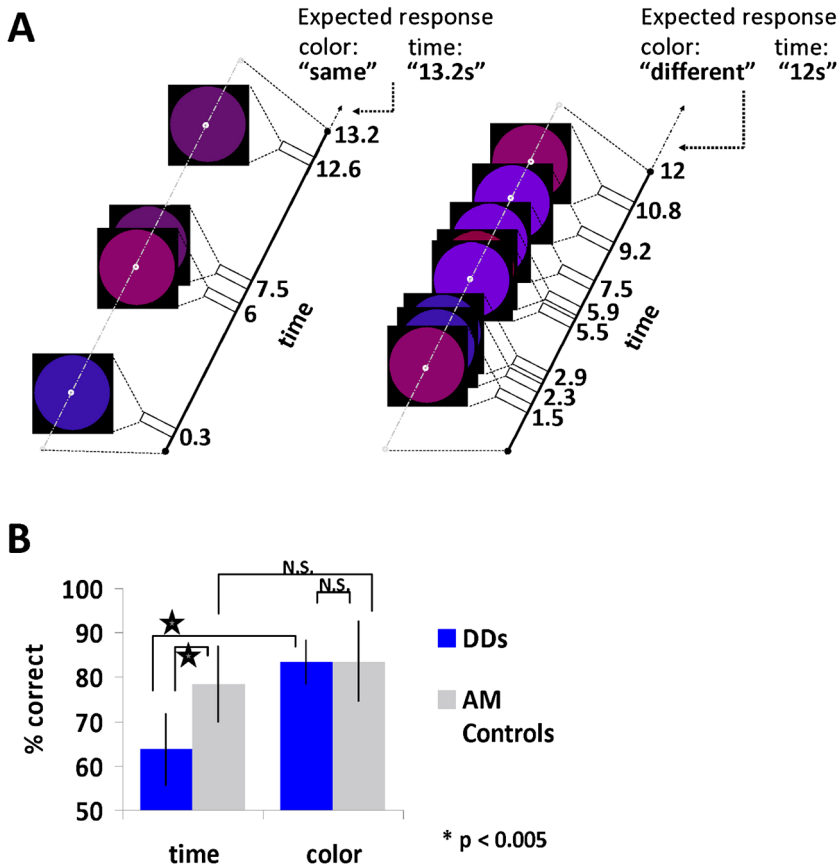 A
Expected response
color: time:
“same” “13.2s”
13.2
12.6
7.5
6
time
0.3
Expected response
color: time:
“different” “12s”
12
10.8
9.2
7.5
5.9
5.5
time
2.9
2.3
1.5
B
N.S.
N.S.
100
90
80
70
60
50
% correct
time color
DDs
AM
Controls
* p < 0.005